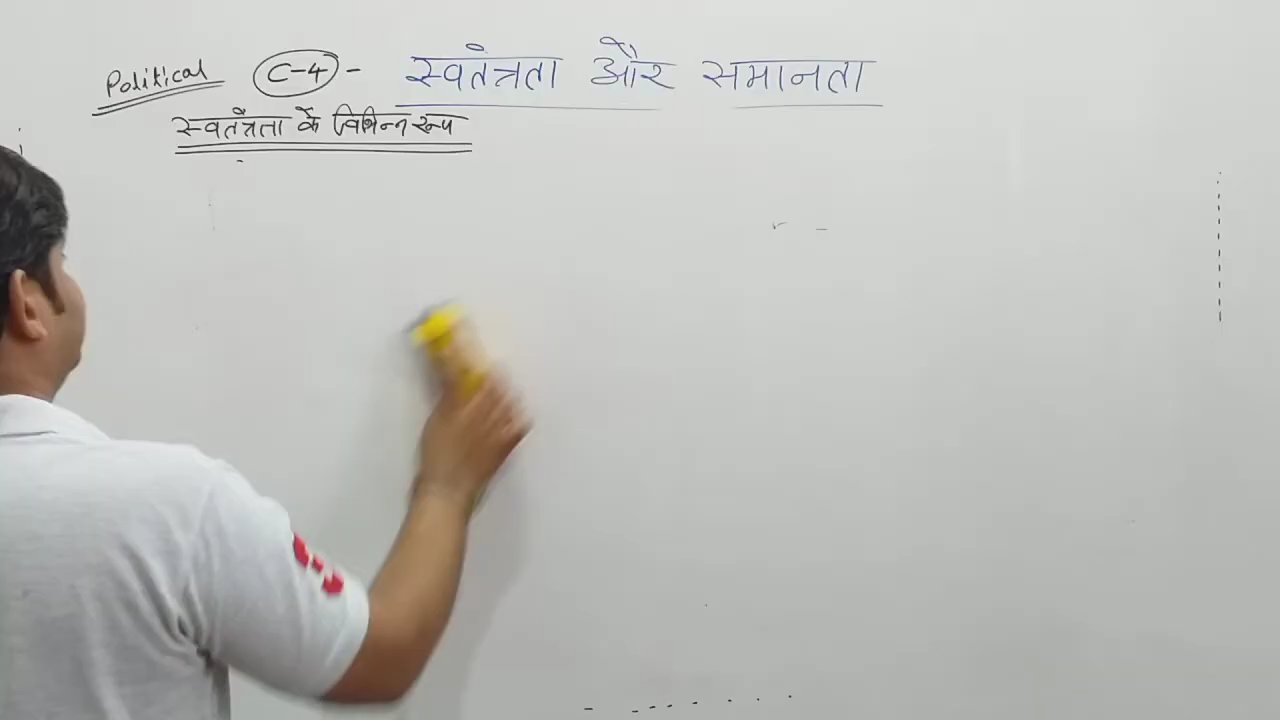 Political C-4 - स्वतंत्रता और समानता
स्वतंत्रता के विभिन्न रूप